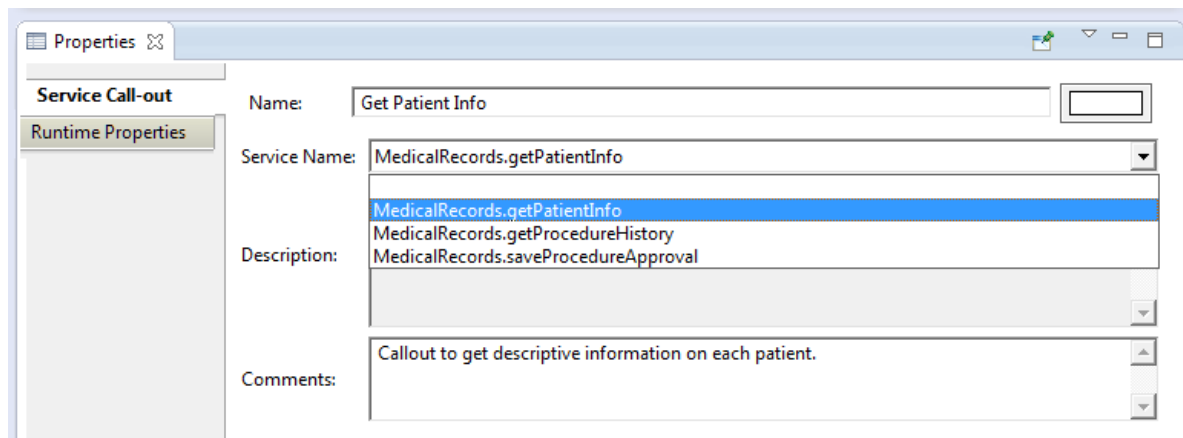 Properties
Service Call-out
Name: Get Patient Info
Runtime Properties
Service Name: MedicalRecords.getPatientInfo
MedicalRecords.getPatientInfo
MedicalRecords.getProcedureHistory
Description: MedicalRecords.saveProcedureApproval
Callout to get descriptive information on each patient.
Comments: